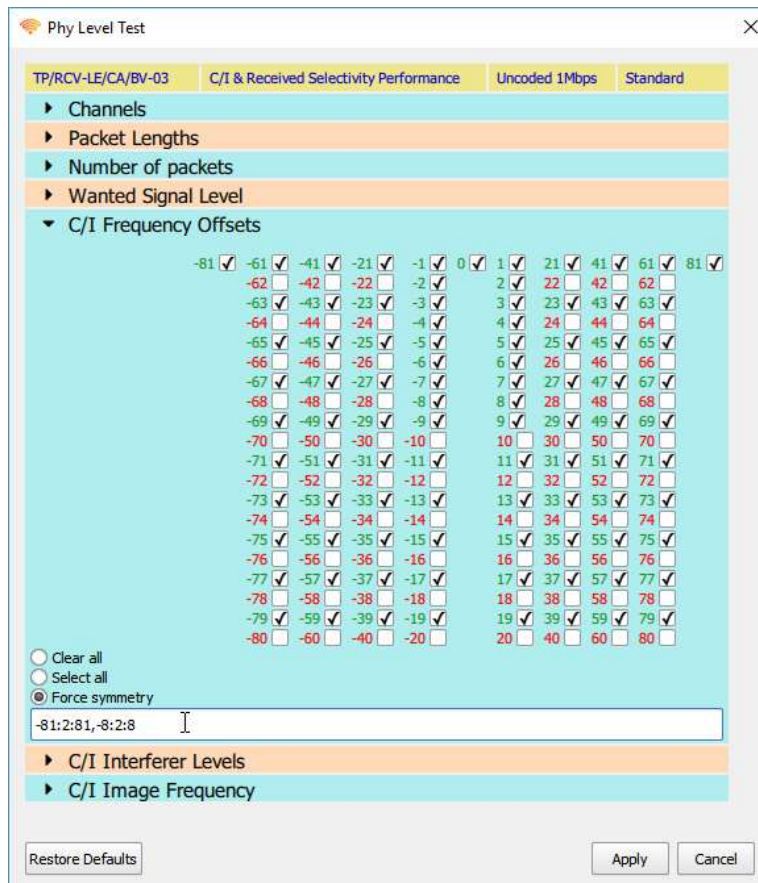 Phy Level Test
TP/RCV-LE/CA/BV-03 C/I & Received Selectivity Performance Uncoded 1Mbps Standard
Channels
Packet Lengths
Number of packets
Wanted Signal Level
C/I Frequency Offsets
-81 -61 -41 -21 -1 0 1 21 41 61 81
-62 -42 -22 -2 2 22 42 62
-63 -43 -23 -3 3 23 43 63
-64 -44 -24 -4 4 24 44 64
-65 -45 -25 -5 5 25 45 65
-66 -46 -26 -6 6 26 46 66
-67 -47 -27 -7 7 27 47 67
-68 -48 -28 -8 8 28 48 68
-69 -49 -29 -9 9 29 49 69
-70 -50 -30 -10 10 30 50 70
-71 -51 -31 -11 11 31 51 71
-72 -52 -32 -12 12 32 52 72
-73 -53 -33 -13 13 33 53 73
-74 -54 -34 -14 14 34 54 74
-75 -55 -35 -15 15 35 55 75
-76 -56 -36 -16 16 36 56 76
-77 -57 -37 -17 17 37 57 77
-78 -58 -38 -18 18 38 58 78
-79 -59 -39 -19 19 39 59 79
-80 -60 -40 -20 20 40 60 80
Clear all
Select all
Force symmetry
-81:2:81,-8:2:8
C/I Interferer Levels
C/I Image Frequency
Restore Defaults Apply Cancel